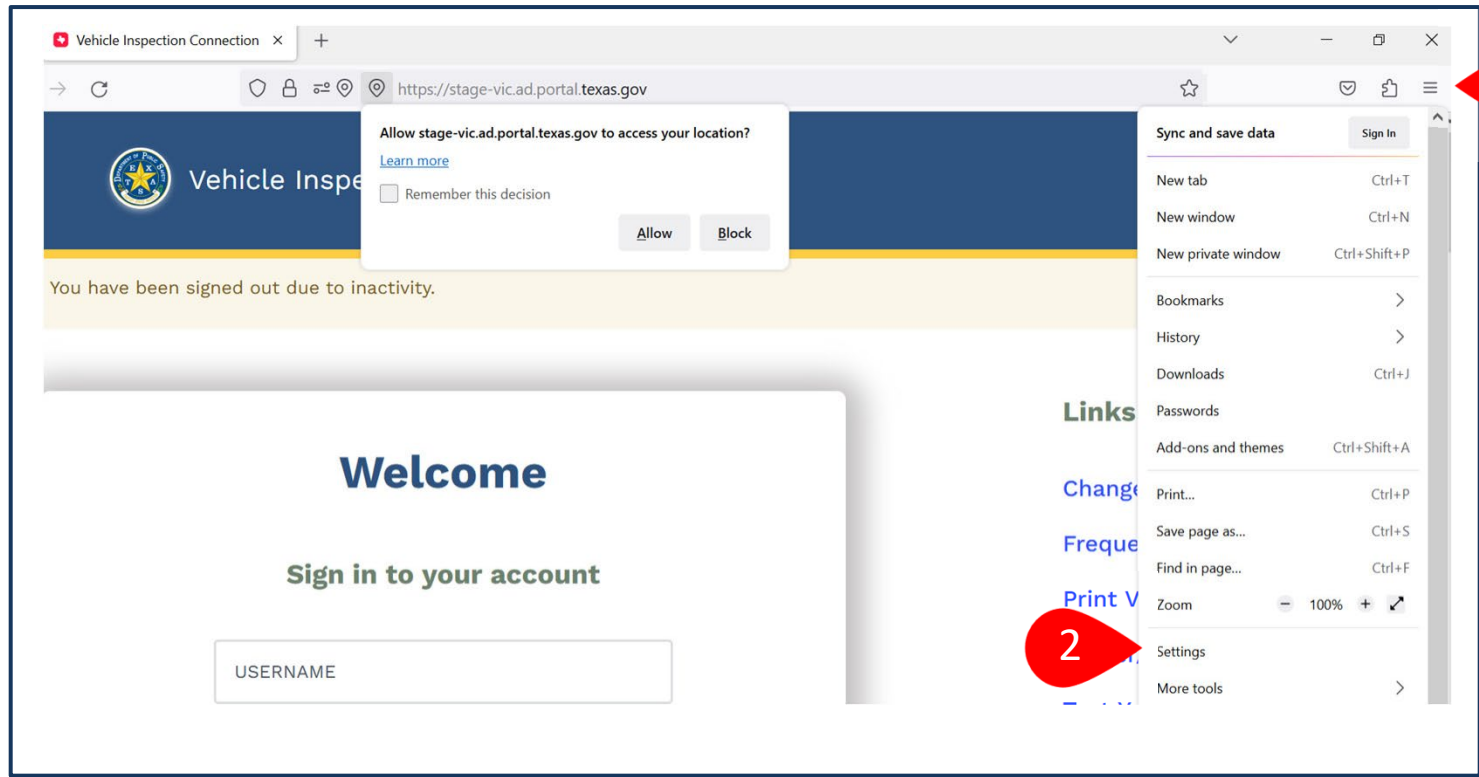 Vehicle Inspection Connection
https://stage-vic.ad.portal.texas.gov
Allow stage-vic.ad.portal.texas.gov to access your location?
Learn more
Remember this decision
Allow Block
Vehicle Inspe
You have been signed out due to inactivity.
Welcome
Sign in to your account
USERNAME
Links
Change
Freque
Print V
Sync and save data Sign In
New tab Ctrl+T
New window Ctrl+N
New private window Ctrl+Shift+P
Bookmarks
History
Downloads Ctrl+J
Passwords
Add-ons and themes Ctrl+Shift+A
Print... Ctrl+P
Save page as... Ctrl+S
Find in page... Ctrl+F
Zoom − 100% +
2
Settings
More tools